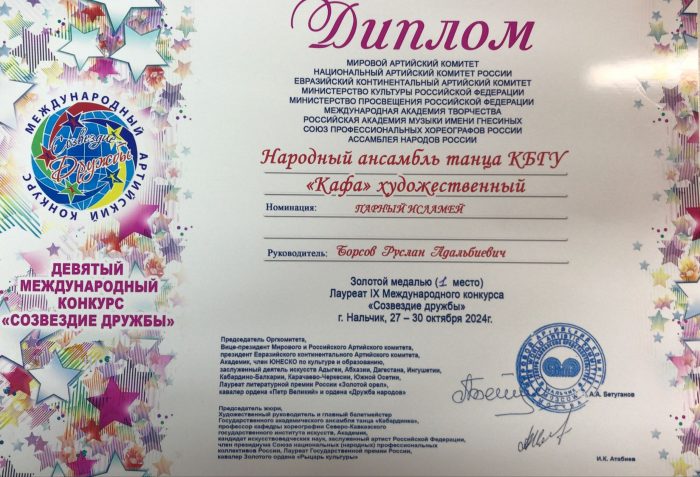 Диплом
МИРОВОЙ АРТИЙСКИЙ КОМИТЕТ
НАЦИОНАЛЬНЫЙ АРТИЙСКИЙ КОМИТЕТ РОССИИ
ЕВРАЗИЙСКИЙ КОНТИНЕНТАЛЬНЫЙ АРТИЙСКИЙ КОМИТЕТ
МИНИСТЕРСТВО КУЛЬТУРЫ РОССИЙСКОЙ ФЕДЕРАЦИИ
МИНИСТЕРСТВО ПРОСВЕЩЕНИЯ РОССИЙСКОЙ ФЕДЕРАЦИИ
МЕЖДУНАРОДНАЯ АКАДЕМИЯ ТВОРЧЕСТВА
РОССИЙСКАЯ АКАДЕМИЯ МУЗЫКИ ИМЕНИ ГНЕСИНЫХ
СОЮЗ ПРОФЕССИОНАЛЬНЫХ ХОРЕОГРАФОВ РОССИИ
АССАМБЛЕЯ НАРОДОВ РОССИИ
МЕЖДУНАРОДНЫЙ АРТИЙСКИЙ КОНКУРС
Созвездие
Дружбы
ДЕВЯТЫЙ
МЕЖДУНАРОДНЫЙ
КОНКУРС
«СОЗВЕЗДИЕ ДРУЖБЫ»
Народный ансамбль танца КБГУ
«Кафа» художественный
Номинация: ПАРНЫЙ ИСЛАМЕЙ
Руководитель: Борсов Руслан Адальбиевич
Золотой медалью (1 место)
Лауреат IX Международного конкурса
«Созвездие дружбы»
г. Нальчик, 27 – 30 октября 2024г.
Председатель Оргкомитета,
Вице-президент Мирового и Российского Артийского комитета,
президент Евразийского континентального Артийского комитета,
Академик, член ЮНЕСКО по культуре и образованию,
заслуженный деятель искусств Адыгеи, Абхазии, Дагестана, Ингушетии,
Кабардино-Балкарии, Карачаево-Черкесии, Южной Осетии,
Лауреат литературной премии России «Золотой орел»,
кавалер ордена «Петр Великий» и ордена «Дружба народов»
А.А. Бетуганов
Председатель жюри,
Художественный руководитель и главный балетмейстер
Государственного академического ансамбля танца «Кабардинка»,
профессор кафедры хореографии Северо-Кавказского
государственного института искусств, Академик,
кандидат искусствоведческих наук, заслуженный артист Российской Федерации,
член президиума Союза национальных (народных) профессиональных
коллективов России, Лауреат Государственной премии России,
кавалер Золотого ордена «Рыцарь культуры»
И.К. Атабиев